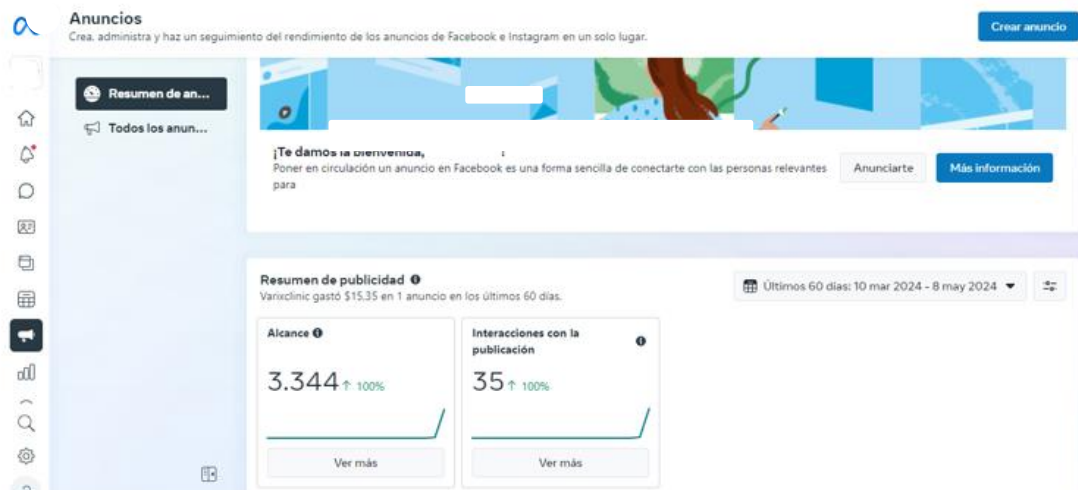 Anuncios
Crea, administra y haz un seguimiento del rendimiento de los anuncios de Facebook e Instagram en un solo lugar.
Crear anuncio
Resumen de an...
Todos los anun...
¡Te damos la bienvenida,
Poner en circulación un anuncio en Facebook es una forma sencilla de conectarte con las personas relevantes
para
Anunciarte
Más información
Resumen de publicidad
Varixclinic gastó $15,35 en 1 anuncio en los últimos 60 días.
Últimos 60 días: 10 mar 2024 - 8 may 2024
Alcance
3.344 ↑ 100%
Ver más
Interacciones con la
publicación
35 ↑ 100%
Ver más